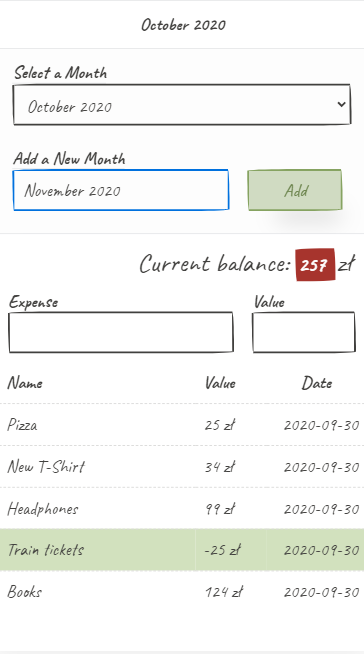 October 2020
Select a Month
October 2020
Add a New Month
November 2020 Add
Current balance: 257 zł
Expense Value
Name Value Date
Pizza 25 zł 2020-09-30
New T-Shirt 34 zł 2020-09-30
Headphones 99 zł 2020-09-30
Train tickets -25 zł 2020-09-30
Books 124 zł 2020-09-30